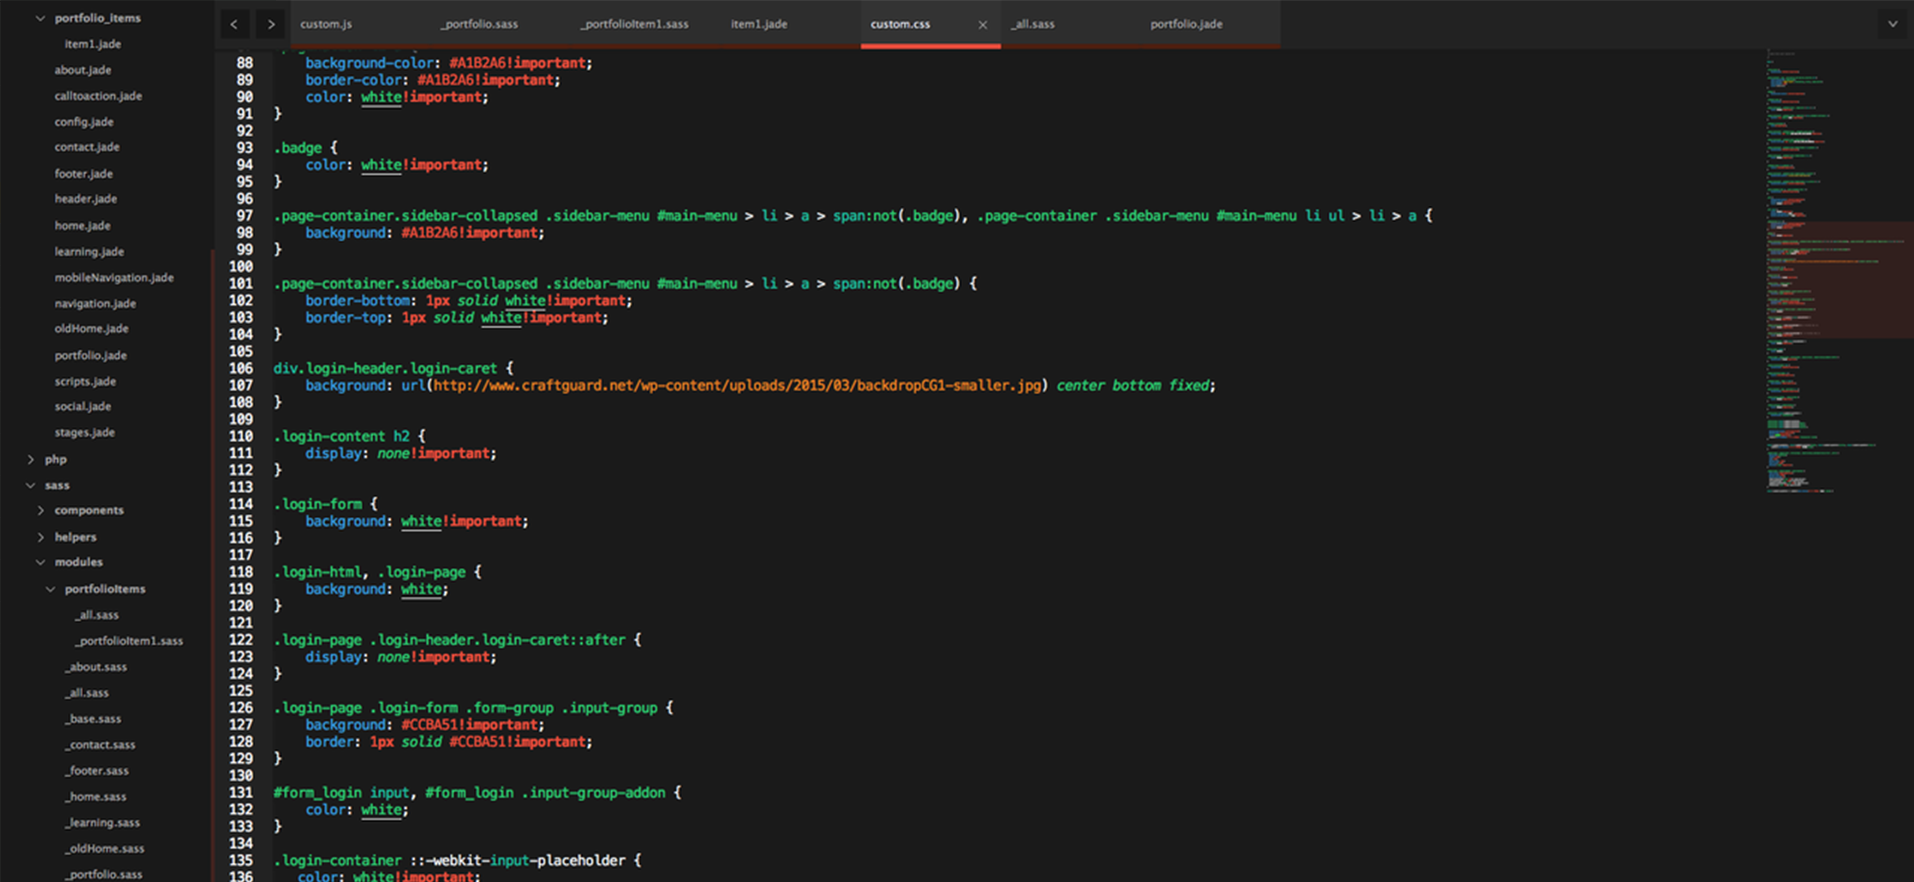 portfolio_items
item1.jade
about.jade
calltoaction.jade
config.jade
contact.jade
footer.jade
header.jade
home.jade
learning.jade
mobileNavigation.jade
navigation.jade
oldHome.jade
portfolio.jade
scripts.jade
social.jade
stages.jade
php
sass
components
helpers
modules
portfolioItems
_all.sass
_portfolioItem1.sass
_about.sass
_all.sass
_base.sass
_contact.sass
_footer.sass
_home.sass
_learning.sass
_oldHome.sass
_portfolio.sass
custom.js _portfolio.sass _portfolioItem1.sass item1.jade custom.css _all.sass portfolio.jade
88 background-color: #A1B2A6!important;
89 border-color: #A1B2A6!important;
90 color: white!important;
91 }
92
93 .badge {
94 color: white!important;
95 }
96
97 .page-container.sidebar-collapsed .sidebar-menu #main-menu > li > a > span:not(.badge), .page-container .sidebar-menu #main-menu li ul > li > a {
98 background: #A1B2A6!important;
99 }
100
101 .page-container.sidebar-collapsed .sidebar-menu #main-menu > li > a > span:not(.badge) {
102 border-bottom: 1px solid white!important;
103 border-top: 1px solid white!important;
104 }
105
106 div.login-header.login-caret {
107 background: url(http://www.craftguard.net/wp-content/uploads/2015/03/backdropCG1-smaller.jpg) center bottom fixed;
108 }
109
110 .login-content h2 {
111 display: none!important;
112 }
113
114 .login-form {
115 background: white!important;
116 }
117
118 .login-html, .login-page {
119 background: white;
120 }
121
122 .login-page .login-header.login-caret::after {
123 display: none!important;
124 }
125
126 .login-page .login-form .form-group .input-group {
127 background: #CCBA51!important;
128 border: 1px solid #CCBA51!important;
129 }
130
131 #form_login input, #form_login .input-group-addon {
132 color: white;
133 }
134
135 .login-container ::-webkit-input-placeholder {
136 color: white!important;